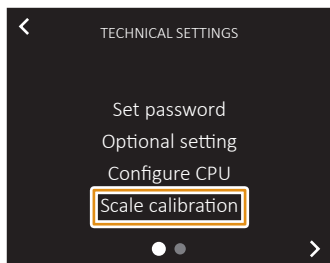 TECHNICAL SETTINGS
Set password
Optional setting
Configure CPU
Scale calibration